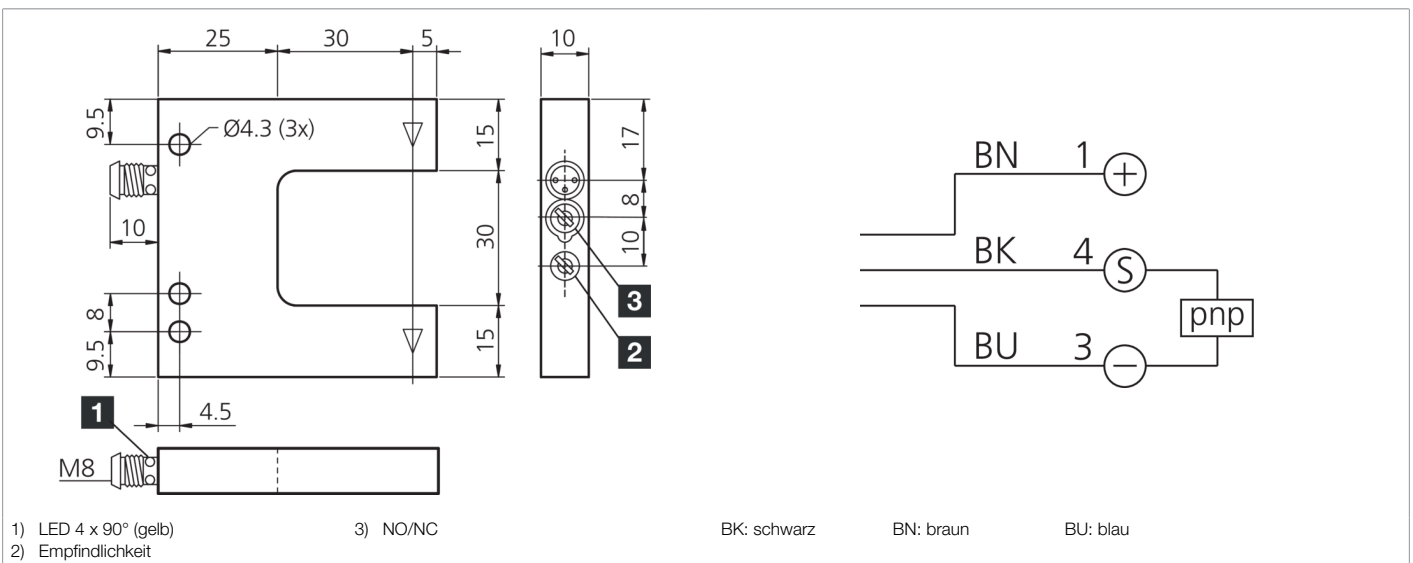 25 30 5 10
9.5
Ø4.3 (3x)
15
17
10
30
8
10
8
9.5
15
3
2
1
4.5
M8
BN 1 +
BK 4 S
pnp
BU 3 −
1) LED 4 x 90° (gelb) 3) NO/NC BK: schwarz BN: braun BU: blau
2) Empfindlichkeit